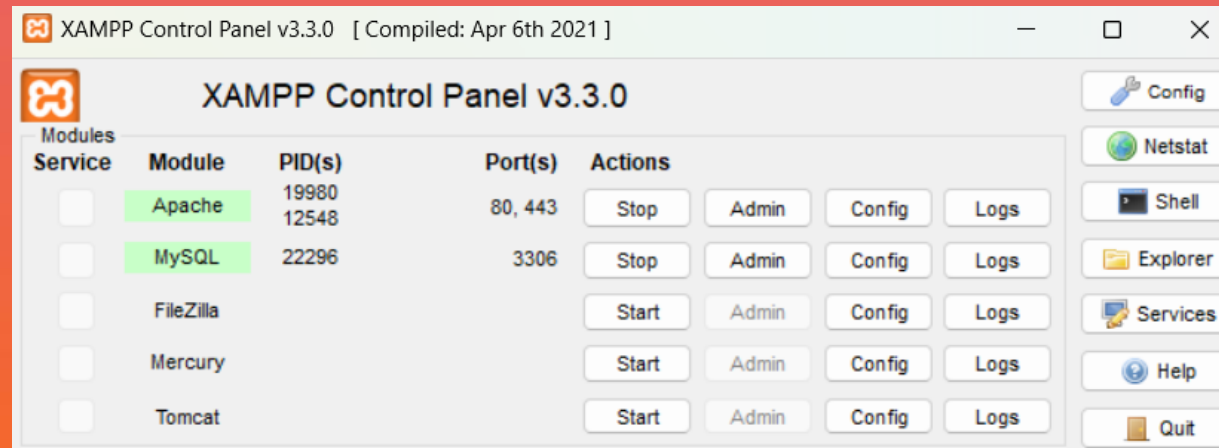 XAMPP Control Panel v3.3.0 [ Compiled: Apr 6th 2021 ]
XAMPP Control Panel v3.3.0
Config
Modules
Netstat
Service Module PID(s) Port(s) Actions
Apache 19980 80, 443 Stop Admin Config Logs
12548
Shell
MySQL 22296 3306 Stop Admin Config Logs
Explorer
FileZilla Start Admin Config Logs
Services
Mercury Start Admin Config Logs
Help
Tomcat Start Admin Config Logs
Quit